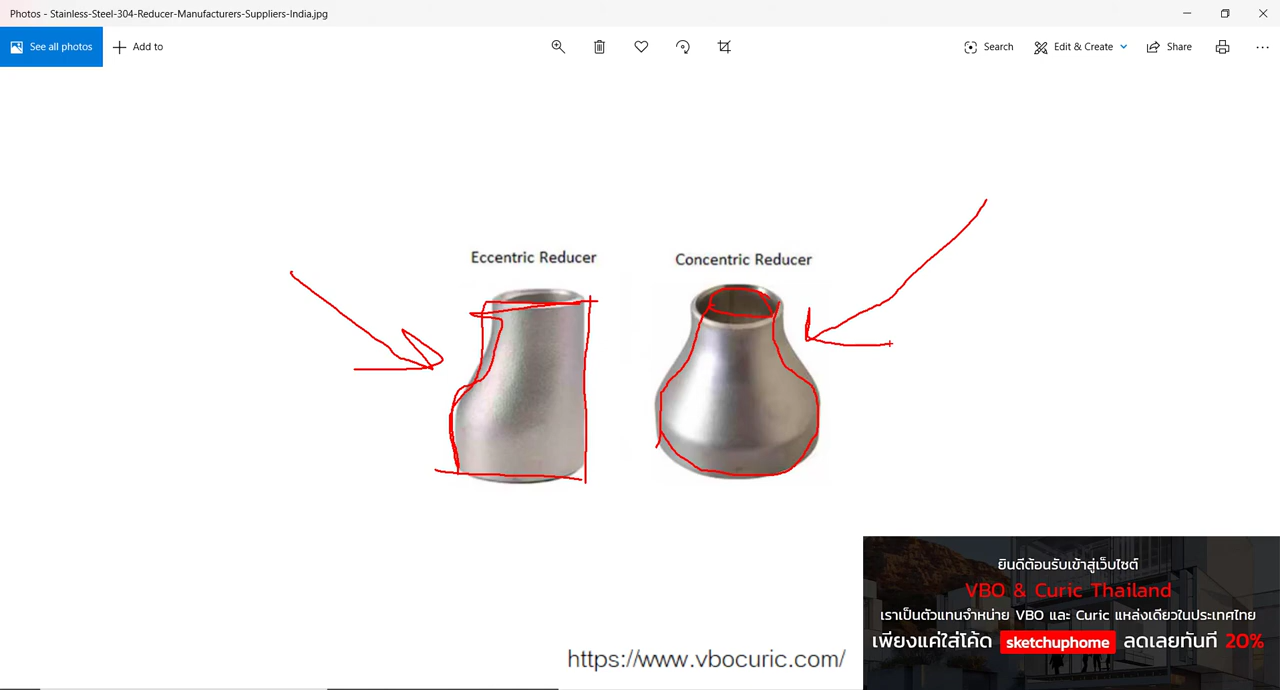 Photos - Stainless-Steel-304-Reducer-Manufacturers-Suppliers-India.jpg
See all photos
Add to
Search
Edit & Create
Share
Eccentric Reducer
Concentric Reducer
ยินดีต้อนรับเข้าสู่เว็บไซต์
VBO & Curic Thailand
เราเป็นตัวแทนจำหน่าย VBO และ Curic แหล่งเดียวในประเทศไทย
เพียงแค่ใส่โค้ด sketchuphome ลดเลยทันที 20%
https://www.vbocuric.com/